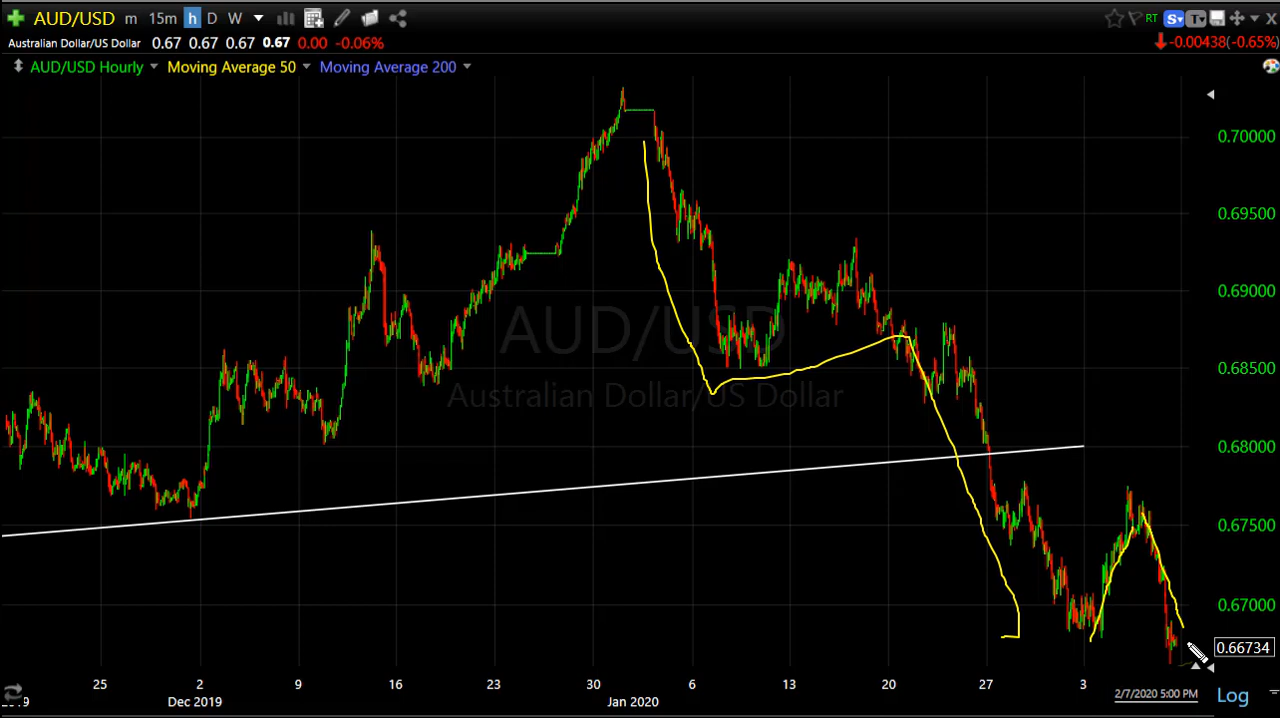 AUD/USD m 15m h D W RT S T X
Australian Dollar/US Dollar 0.67 0.67 0.67 0.67 0.00 -0.06% -0.00438(-0.65%)
AUD/USD Hourly Moving Average 50 Moving Average 200
0.70000
0.69500
0.69000
AUD/USD
0.68500
Australian Dollar/US Dollar
0.68000
0.67500
0.67000
0.66734
25 2 9 16 23 30 6 13 20 27 3 2/7/2020 5:00 PM Log
Dec 2019 Jan 2020